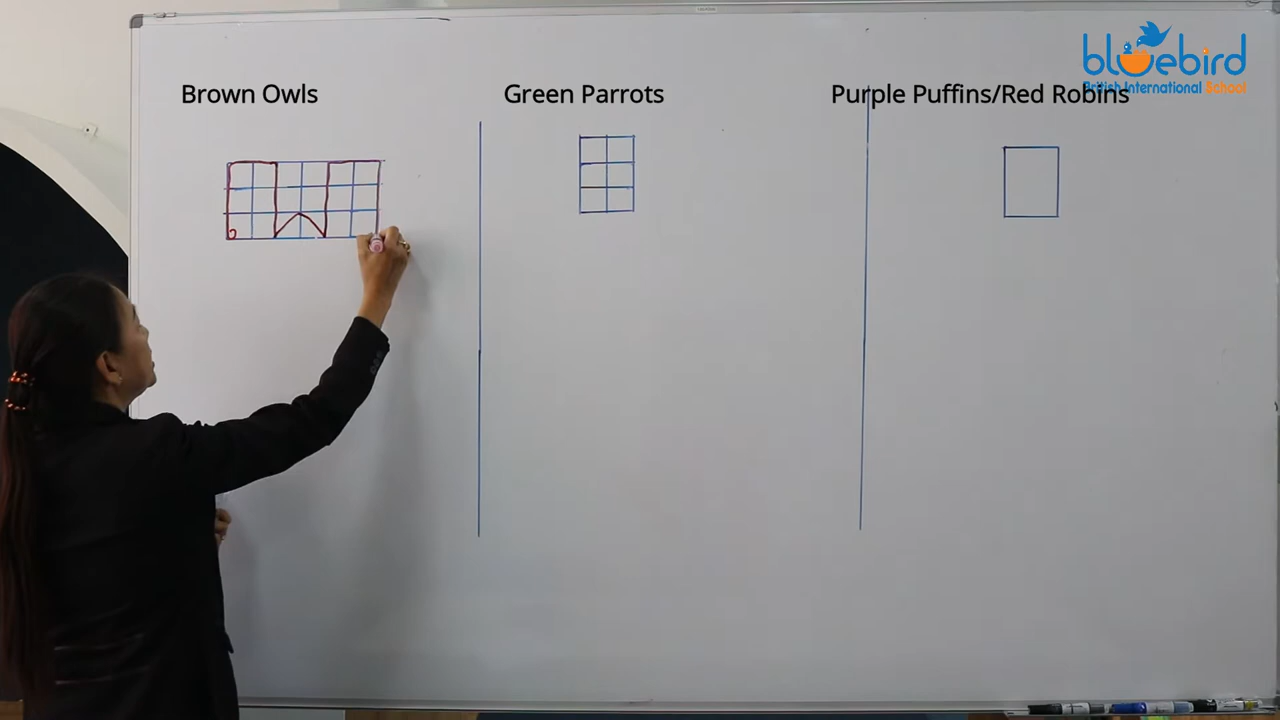 bluebird
British International School
Brown Owls
Green Parrots
Purple Puffins/Red Robins